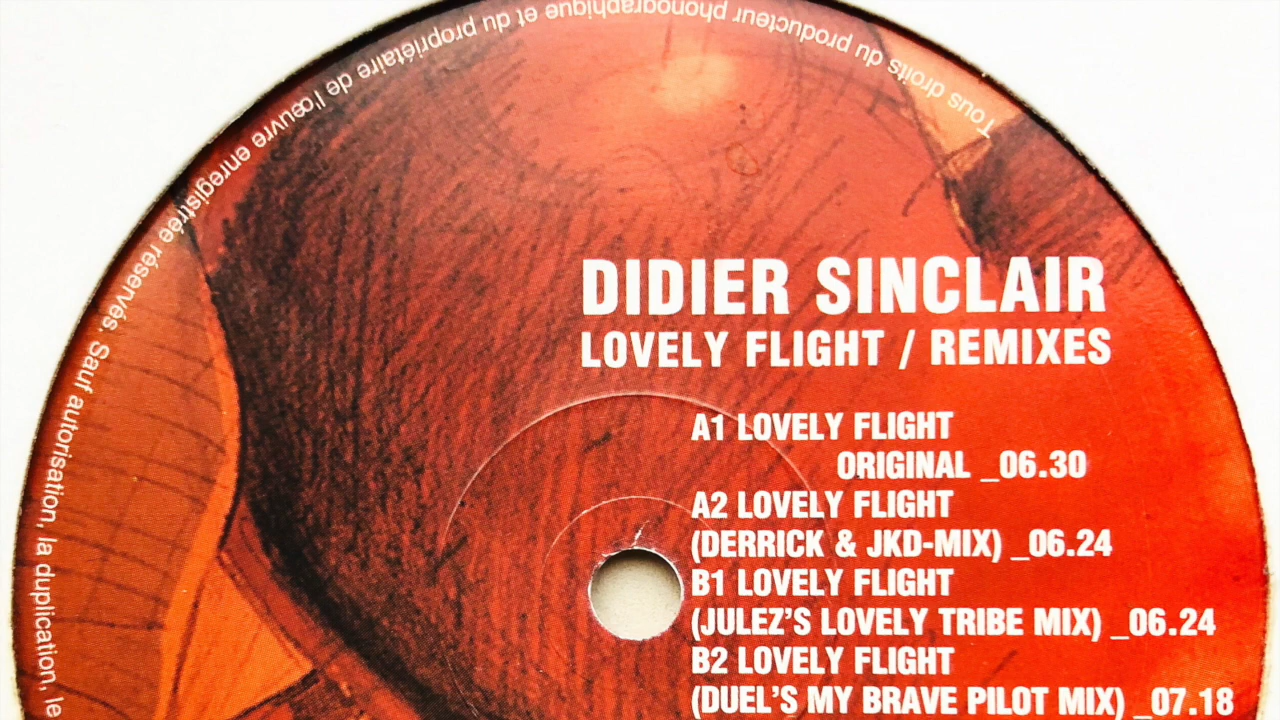 DIDIER SINCLAIR
LOVELY FLIGHT / REMIXES
A1 LOVELY FLIGHT
ORIGINAL _06.30
A2 LOVELY FLIGHT
(DERRICK & JKD-MIX) _06.24
B1 LOVELY FLIGHT
(JULEZ'S LOVELY TRIBE MIX) _06.24
B2 LOVELY FLIGHT
(DUEL'S MY BRAVE PILOT MIX) _07.18
Tous droits du producteur phonographique et du propriétaire de l'œuvre enregistrée réservés. Sauf autorisation, la duplication, le